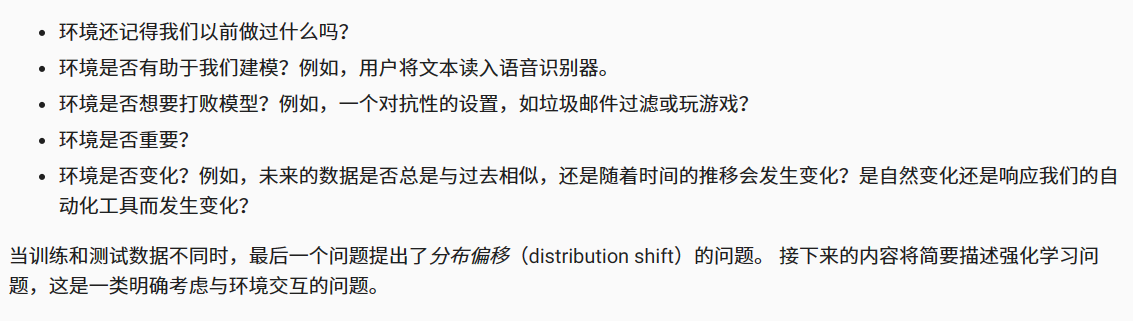 环境还记得我们以前做过什么吗？
环境是否有助于我们建模？例如，用户将文本读入语音识别器。
环境是否想要打败模型？例如，一个对抗性的设置，如垃圾邮件过滤或玩游戏？
环境是否重要？
环境是否变化？例如，未来的数据是否总是与过去相似，还是随着时间的推移会发生变化？是自然变化还是响应我们的自
动化工具而发生变化？
当训练和测试数据不同时，最后一个问题提出了分布偏移（distribution shift）的问题。 接下来的内容将简要描述强化学习问
题，这是一类明确考虑与环境交互的问题。